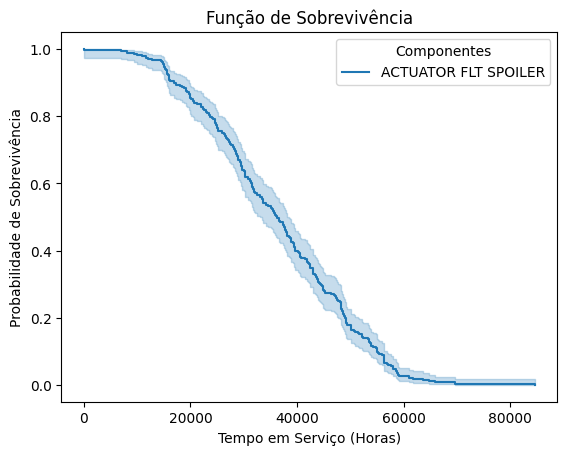 Função de Sobrevivência
Componentes
ACTUATOR FLT SPOILER
Probabilidade de Sobrevivência
1.0
0.8
0.6
0.4
0.2
0.0
0
20000
40000
60000
80000
Tempo em Serviço (Horas)